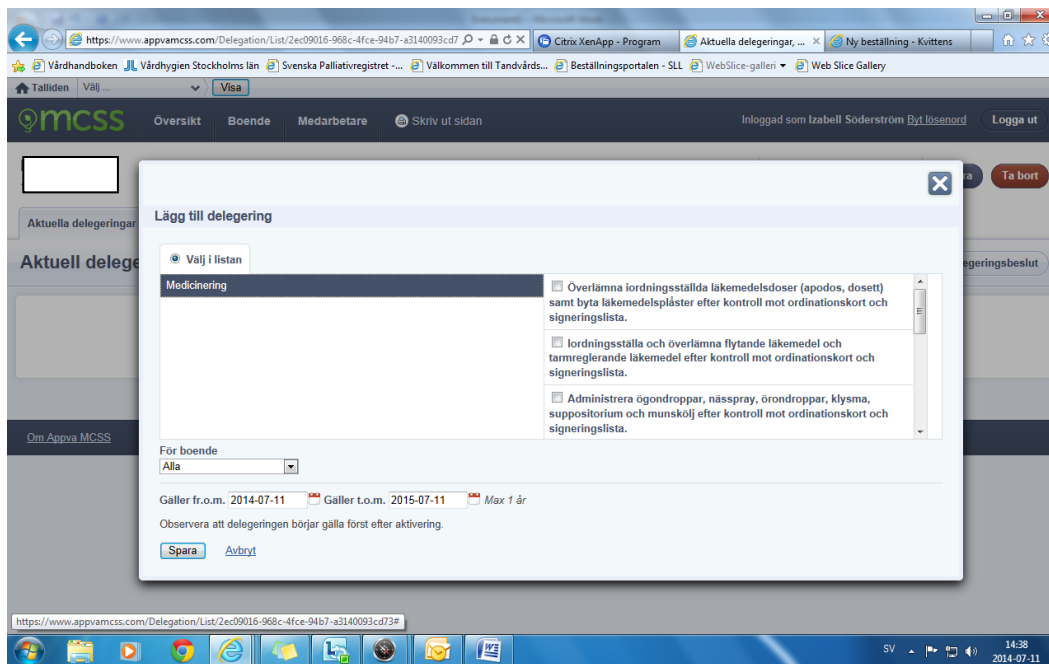 Dokument1 - Microsoft Word
https://www.appvamcss.com/Delegation/List/2ec09016-968c-4fce-94b7-a3140093cd7
Citrix XenApp - Program
Aktuella delegeringar, ...
Ny beställning - Kvittens
Vårdhandboken
Vårdhygien Stockholms län
Svenska Palliativregistret -...
Välkommen till Tandvårds...
Beställningsportalen - SLL
WebSlice-galleri
Web Slice Gallery
Talliden
Välj ...
Visa
mcss
Översikt
Boende
Medarbetare
Skriv ut sidan
Inloggad som Izabell Söderström Byt lösenord
Logga ut
ra
Ta bort
Aktuella delegeringar
Aktuell delege
egeringsbeslut
Lägg till delegering
Välj i listan
Medicinering
Överlämna iordningsställda läkemedelsdoser (apodos, dosett)
samt byta läkemedelsplåster efter kontroll mot ordinationskort och
signeringslista.
Iordningsställa och överlämna flytande läkemedel och
tarmreglerande läkemedel efter kontroll mot ordinationskort och
signeringslista.
Administrera ögondroppar, nässpray, örondroppar, klysma,
suppositorium och munskölj efter kontroll mot ordinationskort och
signeringslista.
För boende
Alla
Gäller fr.o.m. 2014-07-11 Gäller t.o.m. 2015-07-11 Max 1 år
Observera att delegeringen börjar gälla först efter aktivering.
Spara
Avbryt
Om Appva MCSS
https://www.appvamcss.com/Delegation/List/2ec09016-968c-4fce-94b7-a3140093cd73#
SV
14:38
2014-07-11